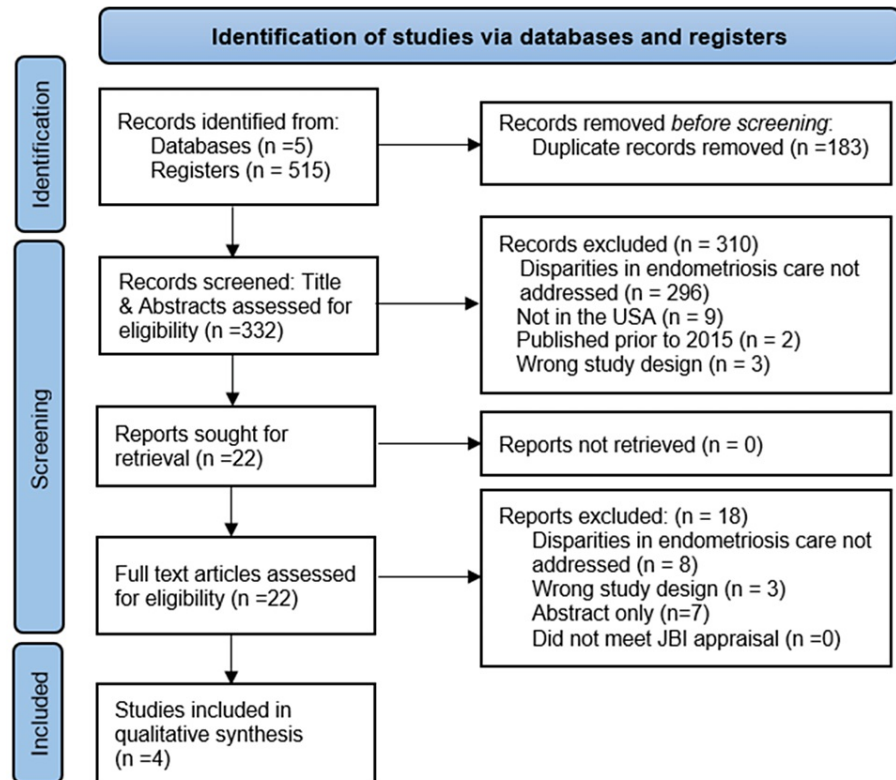 Identification of studies via databases and registers
Identification
Records identified from:
Databases (n =5)
Registers (n = 515)
Records removed before screening:
Duplicate records removed (n =183)
Screening
Records screened: Title
& Abstracts assessed for
eligibility (n =332)
Records excluded (n = 310)
Disparities in endometriosis care not
addressed (n = 296)
Not in the USA (n = 9)
Published prior to 2015 (n = 2)
Wrong study design (n = 3)
Reports sought for
retrieval (n =22)
Reports not retrieved (n = 0)
Full text articles assessed
for eligibility (n =22)
Reports excluded: (n = 18)
Disparities in endometriosis care not
addressed (n = 8)
Wrong study design (n = 3)
Abstract only (n=7)
Did not meet JBI appraisal (n =0)
Included
Studies included in
qualitative synthesis
(n =4)